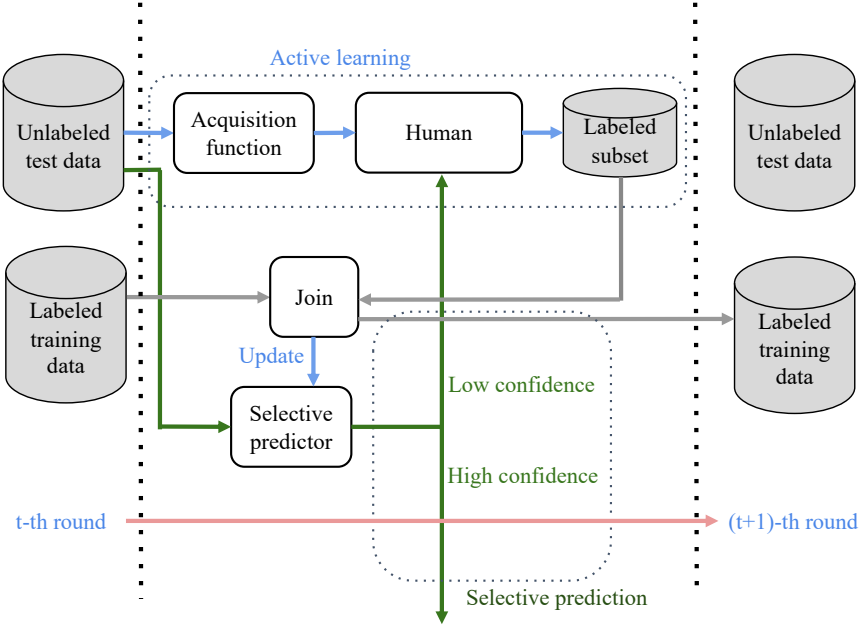 Active learning
Unlabeled
test data
Acquisition
function
Human
Labeled
subset
Unlabeled
test data
Labeled
training
data
Join
Labeled
training
data
Update
Low confidence
Selective
predictor
High confidence
t-th round
(t+1)-th round
Selective prediction